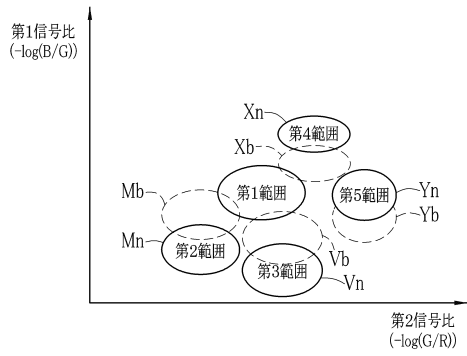 第1信号比
(-log(B/G))
Xn
第4範囲
Xb
Mb
第1範囲
第5範囲
Yn
Yb
Mn
第2範囲
第3範囲
Vb
Vn
第2信号比
(-log(G/R))